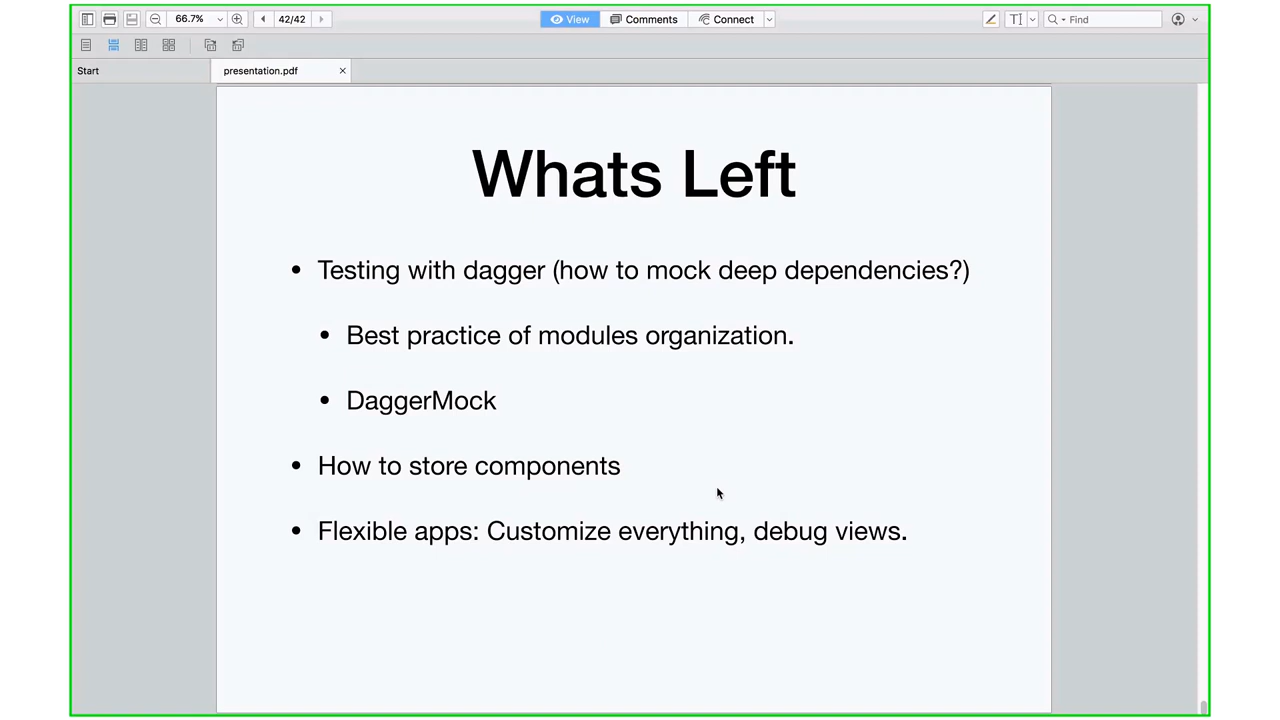 66.7%
42/42
View
Comments
Connect
Find
Start
presentation.pdf
Whats Left
• Testing with dagger (how to mock deep dependencies?)
• Best practice of modules organization.
• DaggerMock
• How to store components
• Flexible apps: Customize everything, debug views.